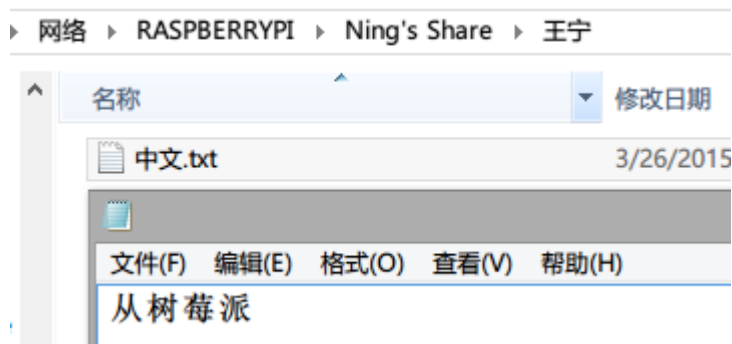 网络 RASPBERRYPI Ning's Share 王宁
名称 修改日期
中文.txt 3/26/2015
文件(F) 编辑(E) 格式(O) 查看(V) 帮助(H)
从树莓派